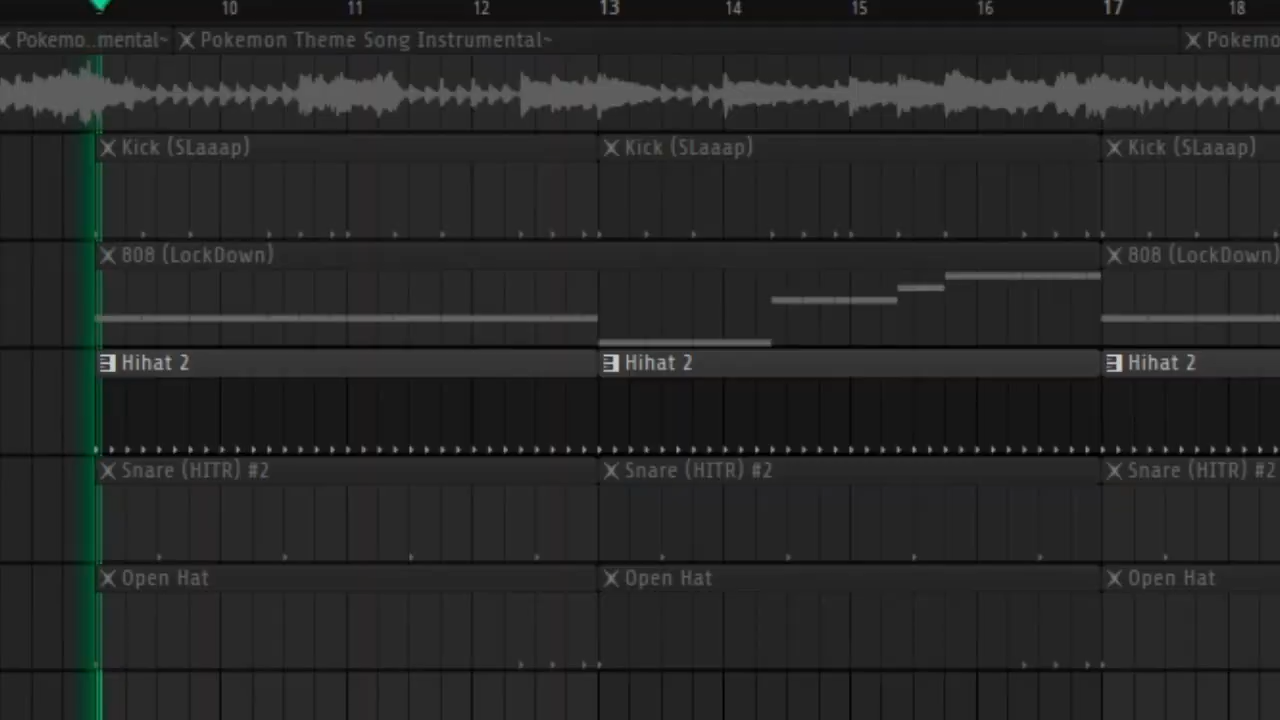 10 11 12 13 14 15 16 17 18
Pokemo..mental~ Pokemon Theme Song Instrumental~ Pokemo
Kick (SLaaap) Kick (SLaaap) Kick (SLaaap)
808 (LockDown) 808 (LockDown)
Hihat 2 Hihat 2 Hihat 2
Snare (HITR) #2 Snare (HITR) #2 Snare (HITR) #2
Open Hat Open Hat Open Hat